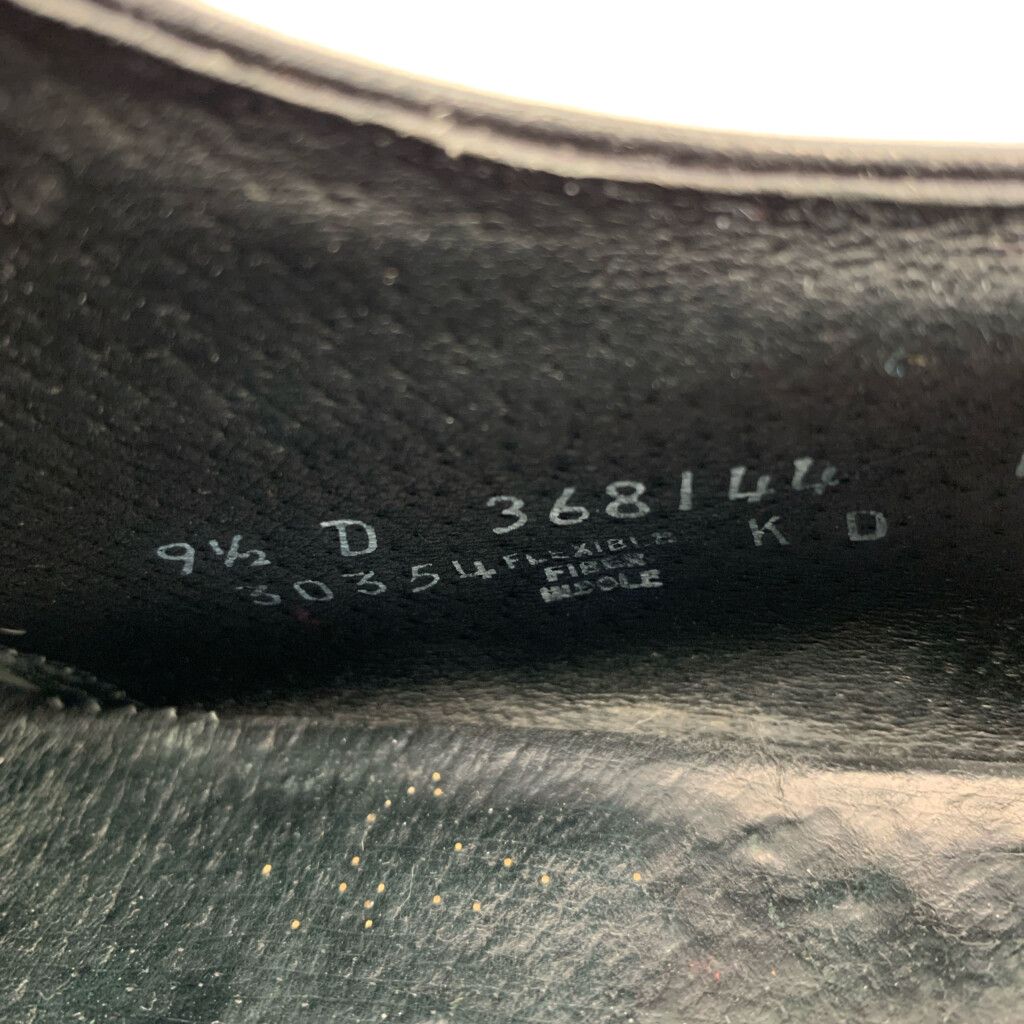 9½ D 368144
30354 FLEXIBLE K D
FIBER
INSOLE